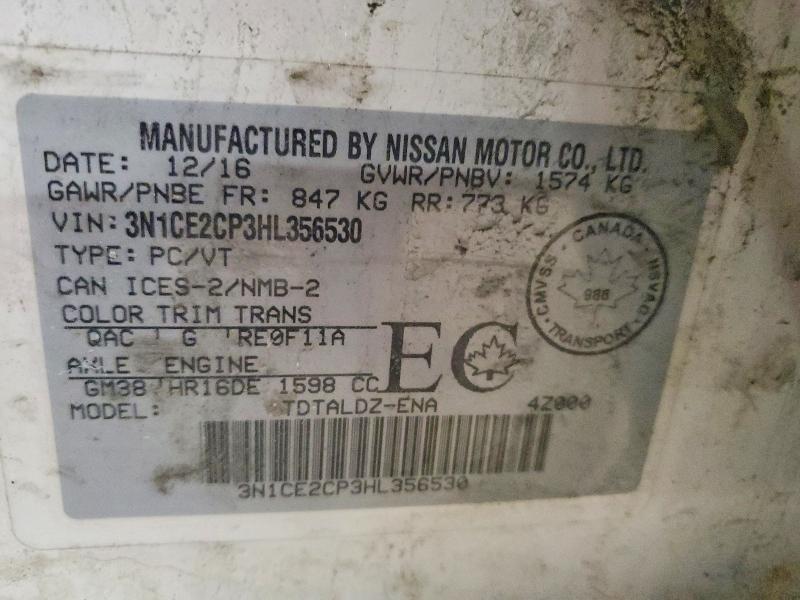 MANUFACTURED BY NISSAN MOTOR CO., LTD.
DATE: 12/16 GVWR/PNBV: 1574 KG
GAWR/PNBE FR: 847 KG RR: 773 KG
VIN: 3N1CE2CP3HL356530
TYPE: PC/VT
CAN ICES-2/NMB-2
COLOR TRIM TRANS
QAC G RE0F11A
AXLE ENGINE
GM38 HR16DE 1598 CC
EC
MODEL: TDTALDZ-ENA 4Z000
3N1CE2CP3HL356530
CANADA
CMVSS · NSVAC
986
TRANSPORT